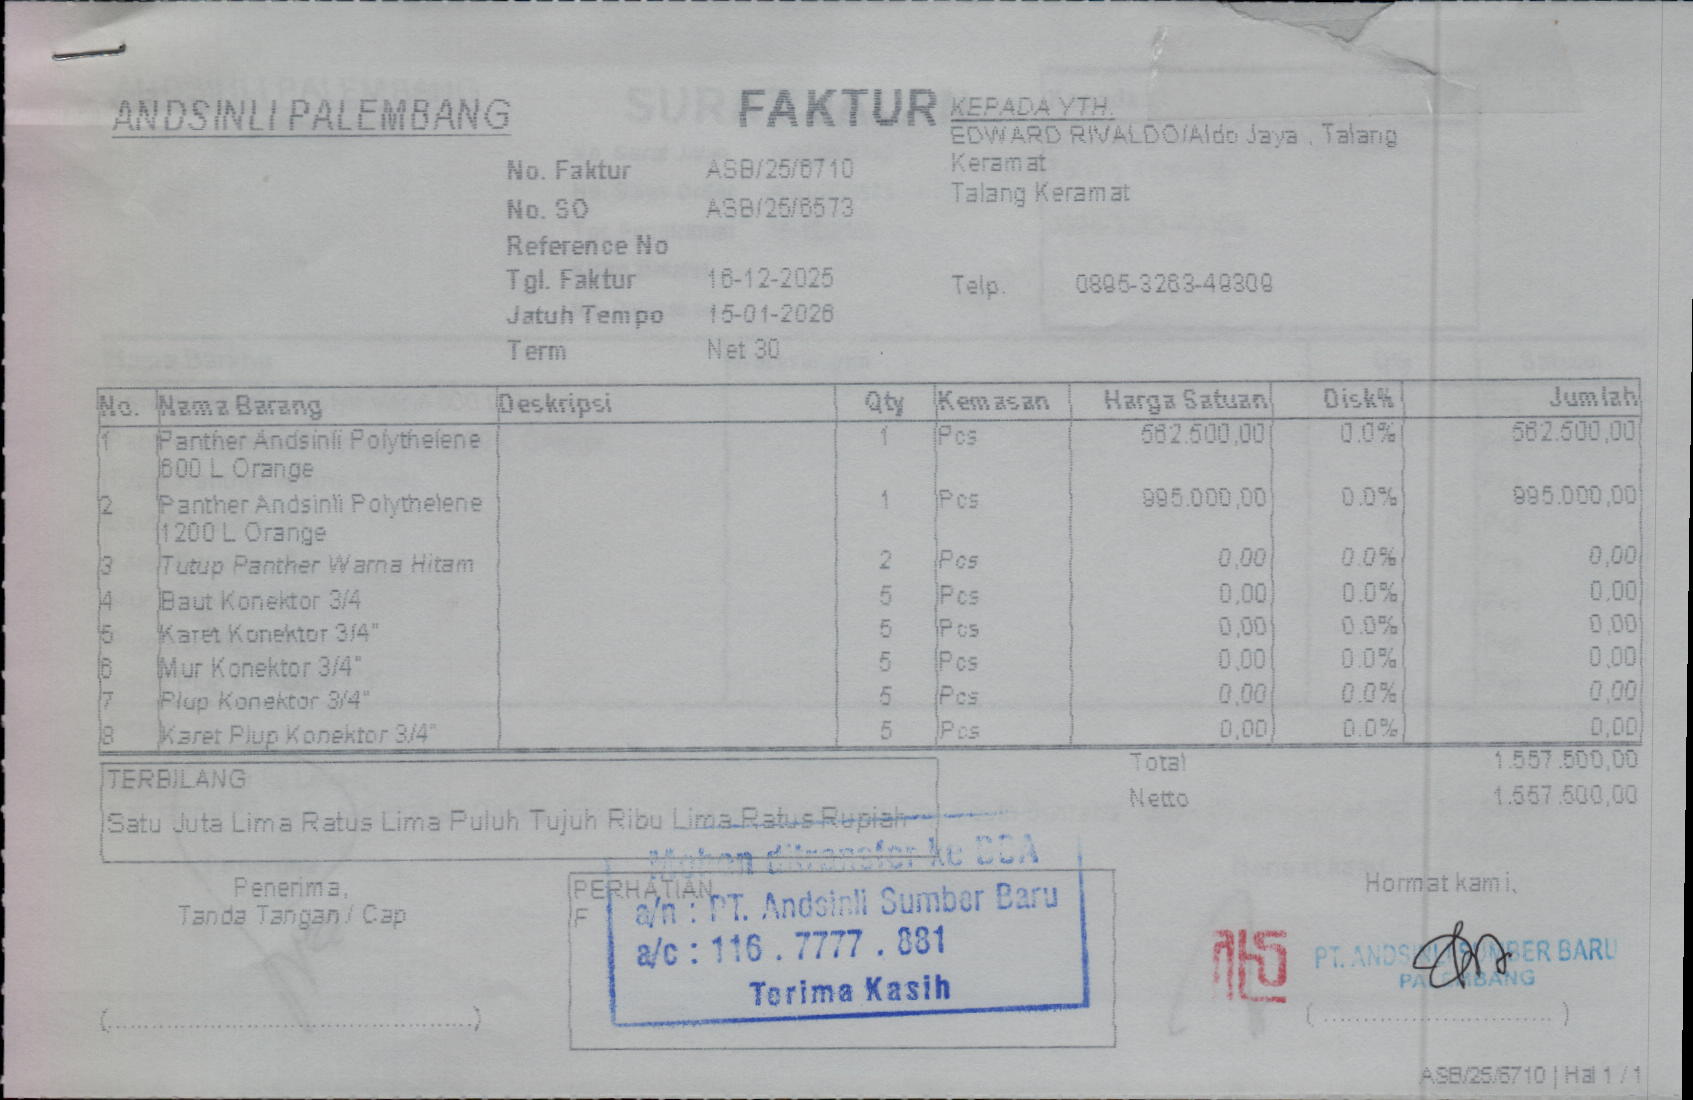 ANDSINLI PALEMBANG
FAKTUR
KEPADA YTH.
EDWARD RIVALDO/Aldo Jaya , Talang
Keramat
Talang Keramat
No. Faktur ASB/25/6710
No. SO ASB/25/6573
Reference No
Tgl. Faktur 16-12-2025
Telp. 0895-3263-49309
Jatuh Tempo 15-01-2026
Term Net 30
No. Nama Barang Deskripsi Qty Kemasan Harga Satuan Disk% Jumlah
1 Panther Andsinli Polythelene 1 Pcs 562.500,00 0.0% 562.500,00
600 L Orange
2 Panther Andsinli Polythelene 1 Pcs 995.000,00 0.0% 995.000,00
1200 L Orange
3 Tutup Panther Warna Hitam 2 Pcs 0,00 0.0% 0,00
4 Baut Konektor 3/4 5 Pcs 0,00 0.0% 0,00
5 Karet Konektor 3/4" 5 Pcs 0,00 0.0% 0,00
6 Mur Konektor 3/4" 5 Pcs 0,00 0.0% 0,00
7 Plup Konektor 3/4" 5 Pcs 0,00 0.0% 0,00
8 Karet Plup Konektor 3/4" 5 Pcs 0,00 0.0% 0,00
Total 1.557.500,00
Netto 1.557.500,00
TERBILANG
Satu Juta Lima Ratus Lima Puluh Tujuh Ribu Lima Ratus Rupiah
Penerima,
Tanda Tangan / Cap
(..............................................)
PERHATIAN
F
Mohon ditransfer ke BCA
a/n : PT. Andsinli Sumber Baru
a/c : 116 . 7777 . 881
Terima Kasih
Hormat kami,
PT. ANDSINLI SUMBER BARU
PALEMBANG
( ............................. )
ASB/25/6710 | Hal 1 / 1